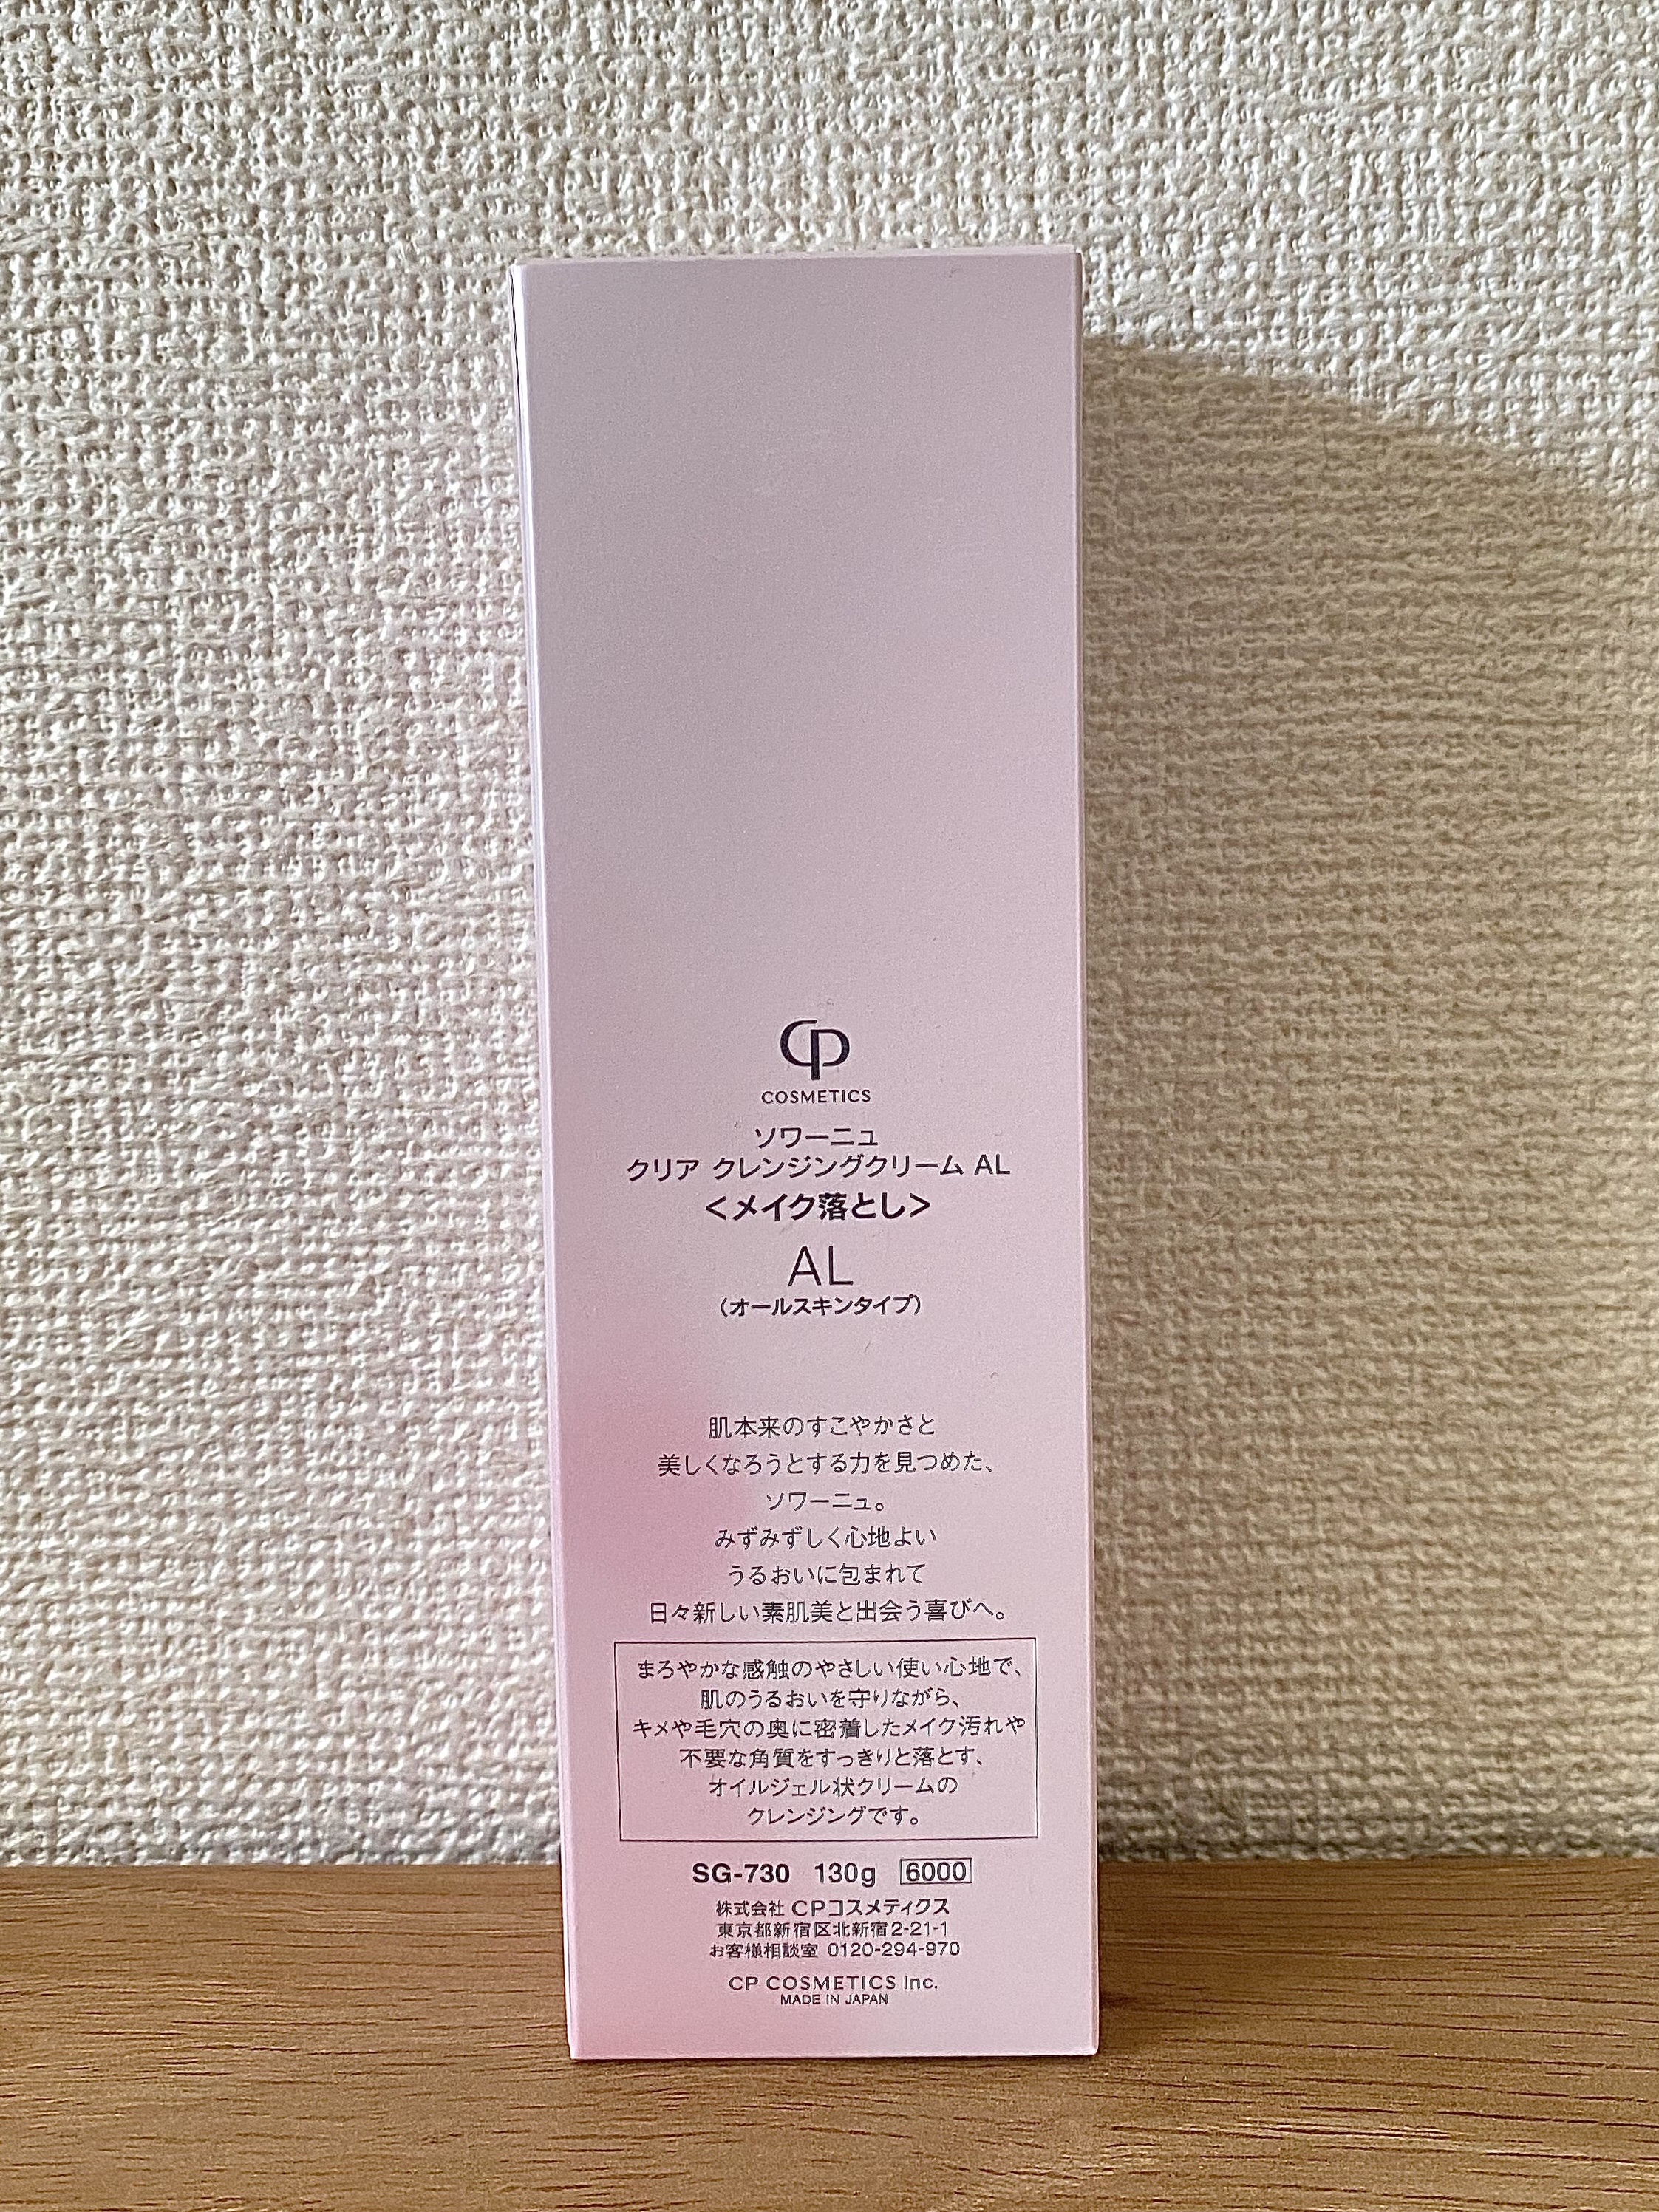 CP
COSMETICS
ソワーニュ
クリア クレンジングクリーム AL
<メイク落とし>
AL
(オールスキンタイプ)
肌本来のすこやかさと
美しくなろうとする力を見つめた、
ソワーニュ。
みずみずしく心地よい
うるおいに包まれて
日々新しい素肌美と出会う喜びへ。
まろやかな感触のやさしい使い心地で、
肌のうるおいを守りながら、
キメや毛穴の奥に密着したメイク汚れや
不要な角質をすっきりと落とす、
オイルジェル状クリームの
クレンジングです。
SG-730 130g 6000
株式会社 CPコスメティクス
東京都新宿区北新宿2-21-1
お客様相談室 0120-294-970
CP COSMETICS Inc.
MADE IN JAPAN